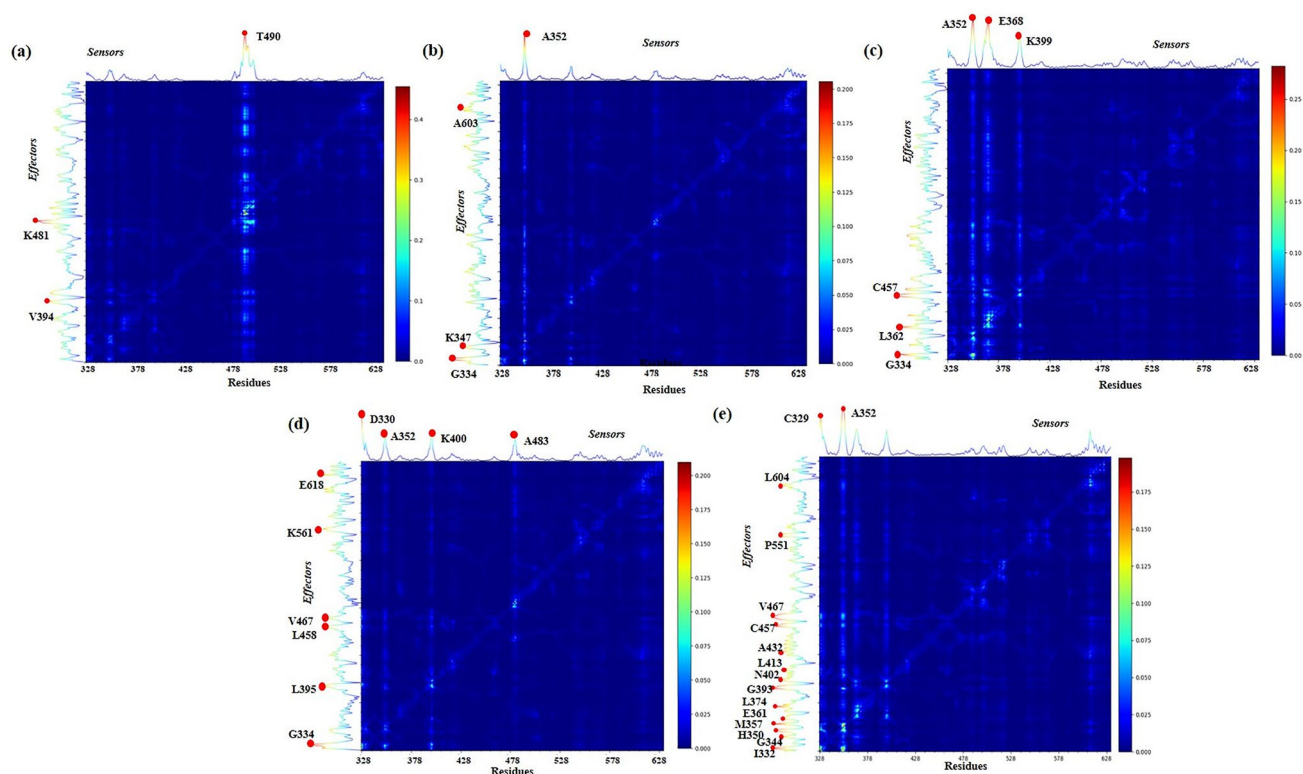 (a)
Sensors
T490
Effectors
K481
V394
0.4
0.3
0.2
0.1
0.0
328 378 428 478 528 578 628
Residues
(b)
A352
Sensors
A603
Effectors
K347
G334
0.200
0.175
0.150
0.125
0.100
0.075
0.050
0.025
0.000
328 378 428 478 528 578 628
Residues
(c)
A352
E368
K399
Sensors
Effectors
C457
L362
G334
0.25
0.20
0.15
0.10
0.05
0.00
328 378 428 478 528 578 628
Residues
(d)
D330
A352
K400
A483
Sensors
E618
K561
Effectors
V467
L458
L395
G334
0.200
0.175
0.150
0.125
0.100
0.075
0.050
0.025
0.000
328 378 428 478 528 578 628
Residues
(e)
C329
A352
Sensors
L604
P551
Effectors
V467
C457
A432
L413
N402
G393
L374
E361
M357
H350
G344
I332
0.175
0.150
0.125
0.100
0.075
0.050
0.025
0.000
328 378 428 478 528 578 628
Residues